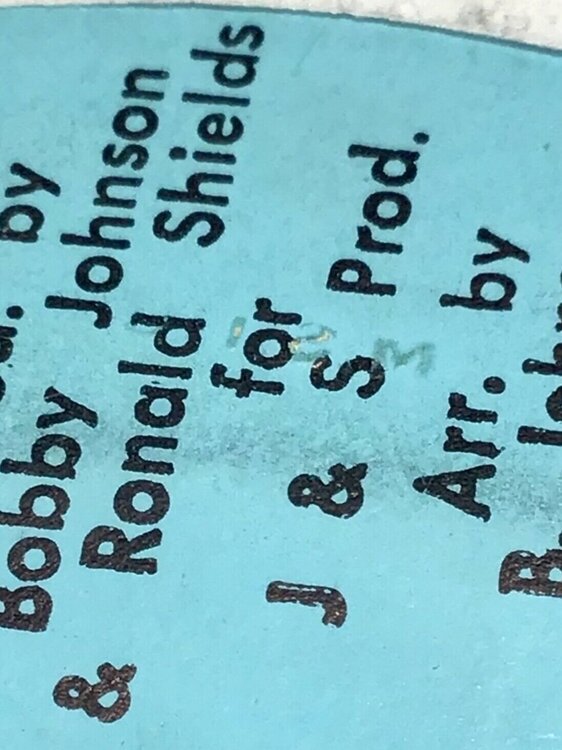 by
Bobby Johnson
& Ronald Shields
for
J & S Prod.
Arr. by